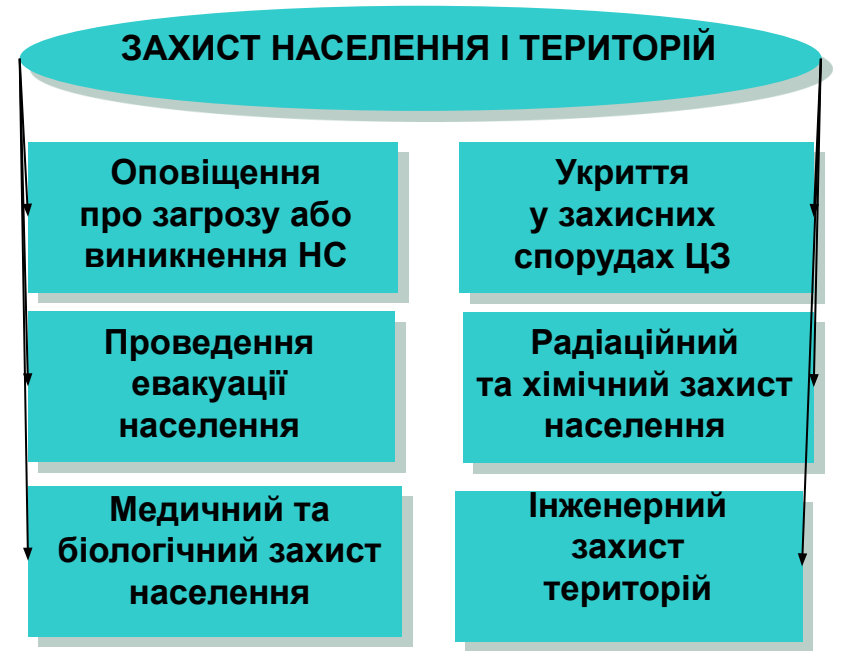 ЗАХИСТ НАСЕЛЕННЯ І ТЕРИТОРІЙ
Оповіщення
про загрозу або
виникнення НС
Укриття
у захисних
спорудах ЦЗ
Проведення
евакуації
населення
Радіаційний
та хімічний захист
населення
Медичний та
біологічний захист
населення
Інженерний
захист
територій